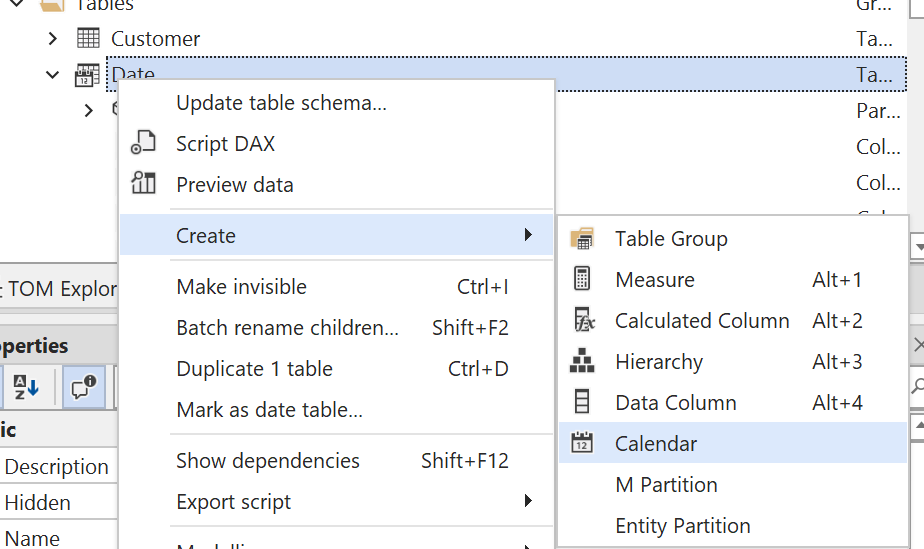 Tables Gr...
Customer Ta...
Date Ta...
Par...
Col...
Col...
Update table schema...
Script DAX
Preview data
Create
Make invisible Ctrl+I
Batch rename children... Shift+F2
Duplicate 1 table Ctrl+D
Mark as date table...
Show dependencies Shift+F12
Export script
Table Group
Measure Alt+1
Calculated Column Alt+2
Hierarchy Alt+3
Data Column Alt+4
Calendar
M Partition
Entity Partition
TOM Explor
operties
ic
Description
Hidden
Name